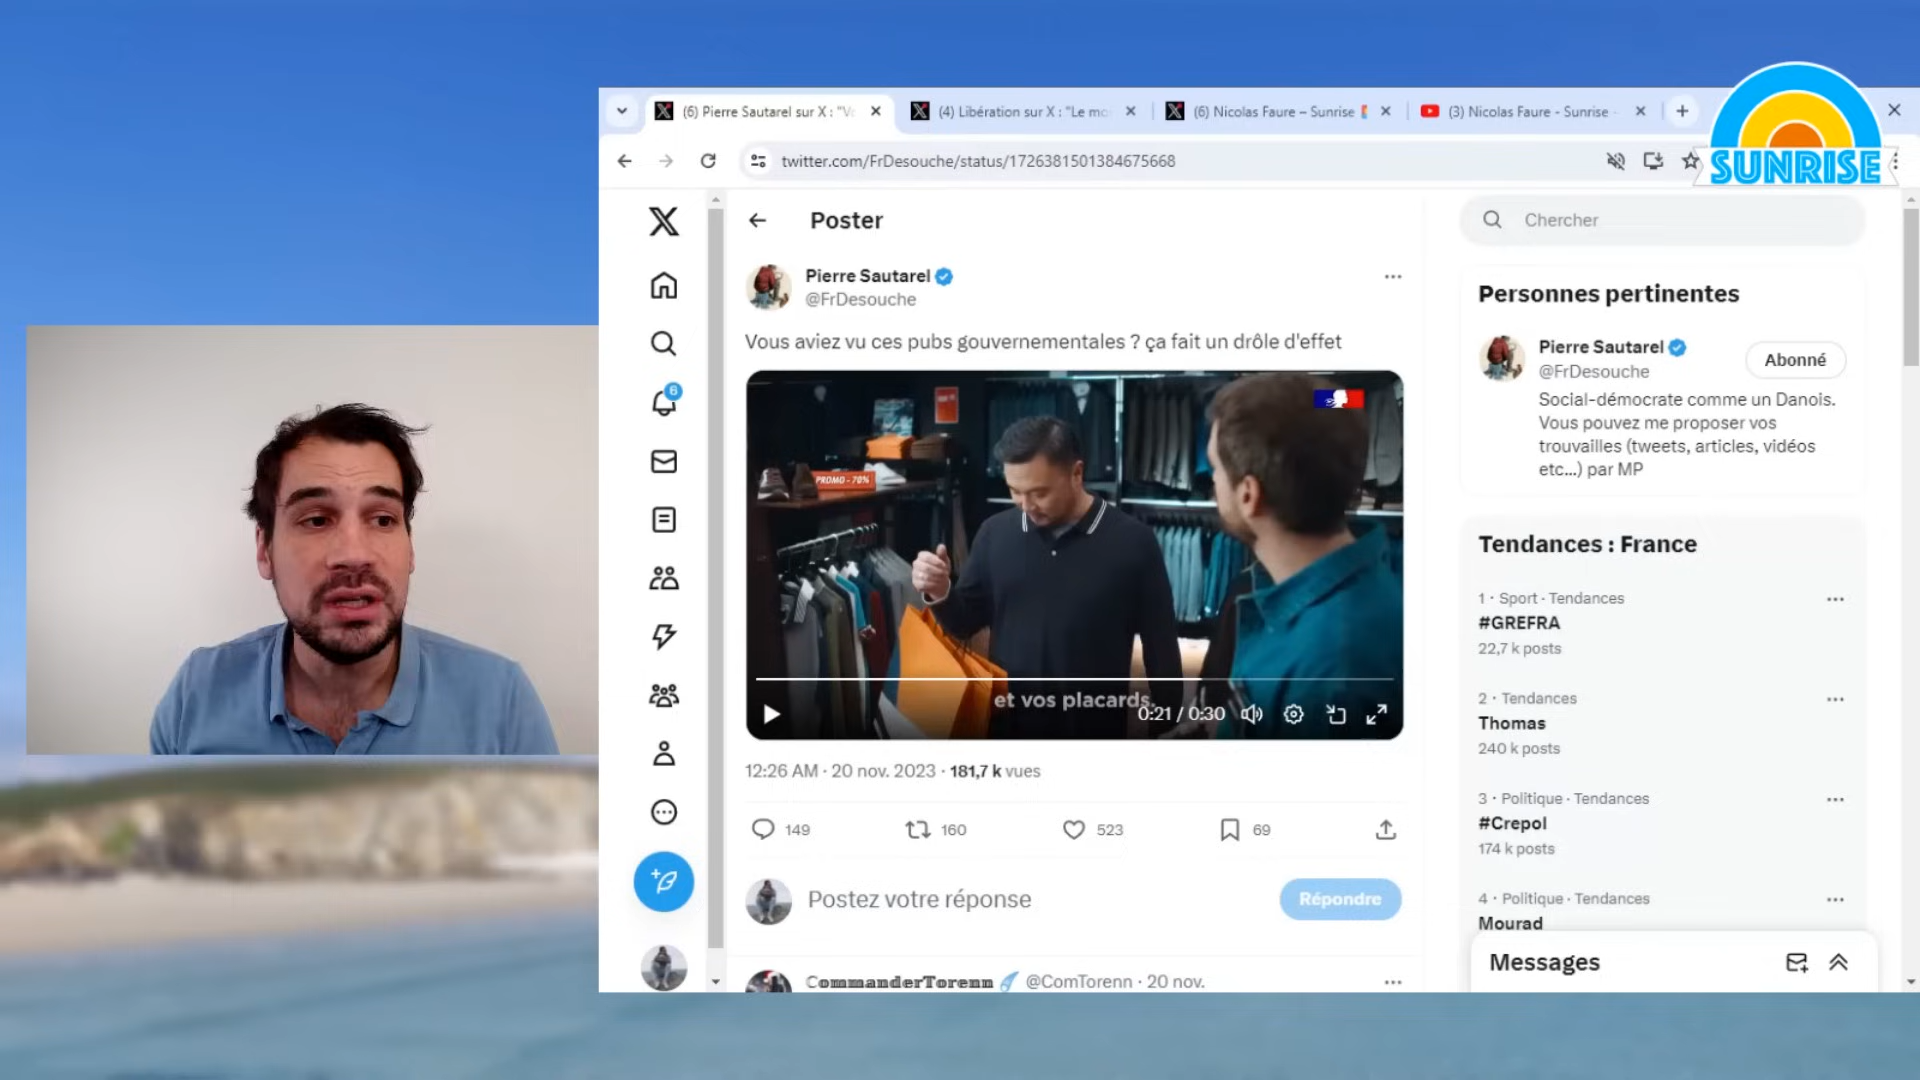 (6) Pierre Sautarel sur X : "Vo
(4) Libération sur X : "Le mo
(6) Nicolas Faure – Sunrise
(3) Nicolas Faure - Sunrise -
twitter.com/FrDesouche/status/1726381501384675668
SUNRISE
Poster
Chercher
Pierre Sautarel
@FrDesouche
Vous aviez vu ces pubs gouvernementales ? ça fait un drôle d'effet
PROMO - 70%
et vos placards.
0:21 / 0:30
12:26 AM · 20 nov. 2023 · 181,7 k vues
149
160
523
69
Postez votre réponse
Répondre
CommanderTorenn @ComTorenn · 20 nov.
6
Personnes pertinentes
Pierre Sautarel
@FrDesouche
Abonné
Social-démocrate comme un Danois.
Vous pouvez me proposer vos
trouvailles (tweets, articles, vidéos
etc...) par MP
Tendances : France
1 · Sport · Tendances
#GREFRA
22,7 k posts
2 · Tendances
Thomas
240 k posts
3 · Politique · Tendances
#Crepol
174 k posts
4 · Politique · Tendances
Mourad
Messages